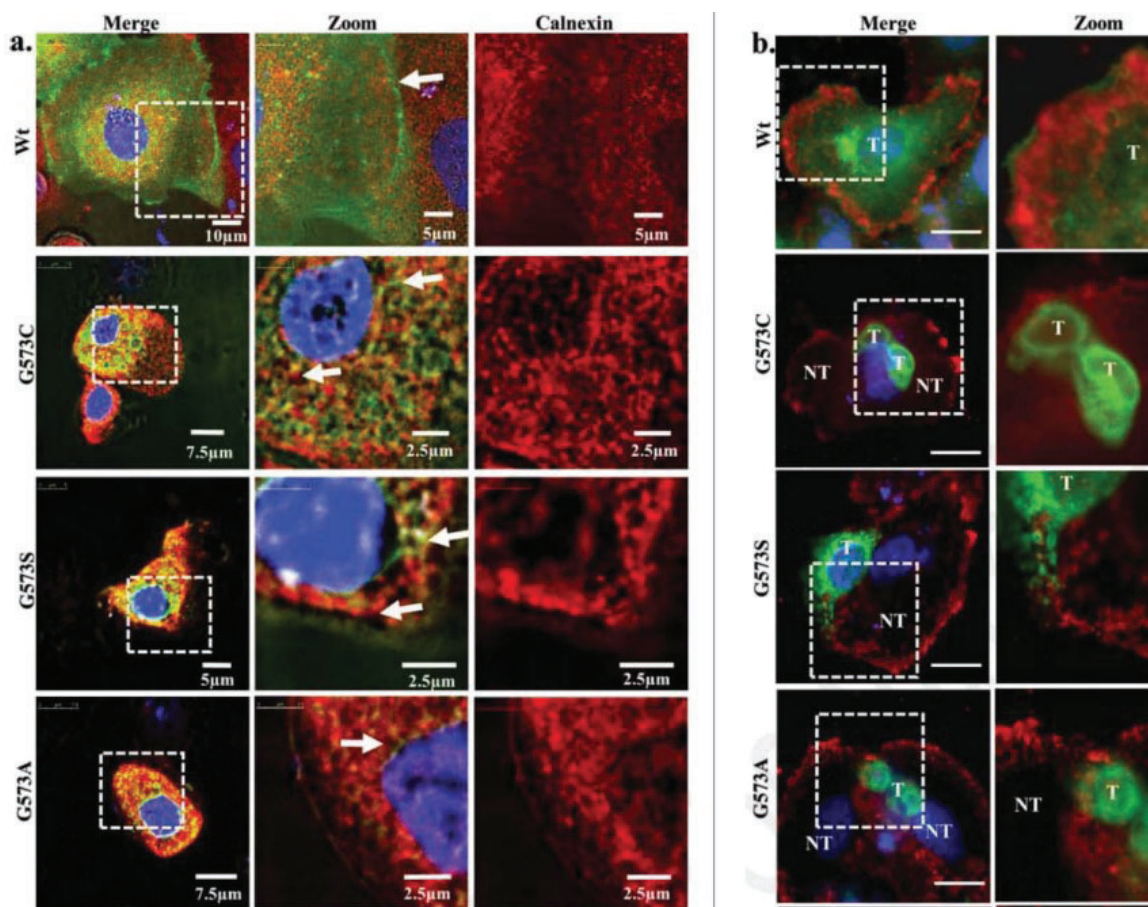 a.
Merge Zoom Calnexin
Wt
10µm 5µm 5µm
G573C
7.5µm 2.5µm 2.5µm
G573S
5µm 2.5µm 2.5µm
G573A
7.5µm 2.5µm 2.5µm
b.
Merge Zoom
Wt
T T
G573C
T T T T
NT NT
G573S
T T
NT
G573A
T T
NT NT NT